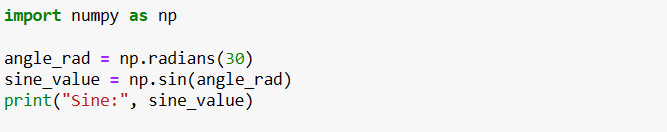 import numpy as np
angle_rad = np.radians(30)
sine_value = np.sin(angle_rad)
print("Sine:", sine_value)